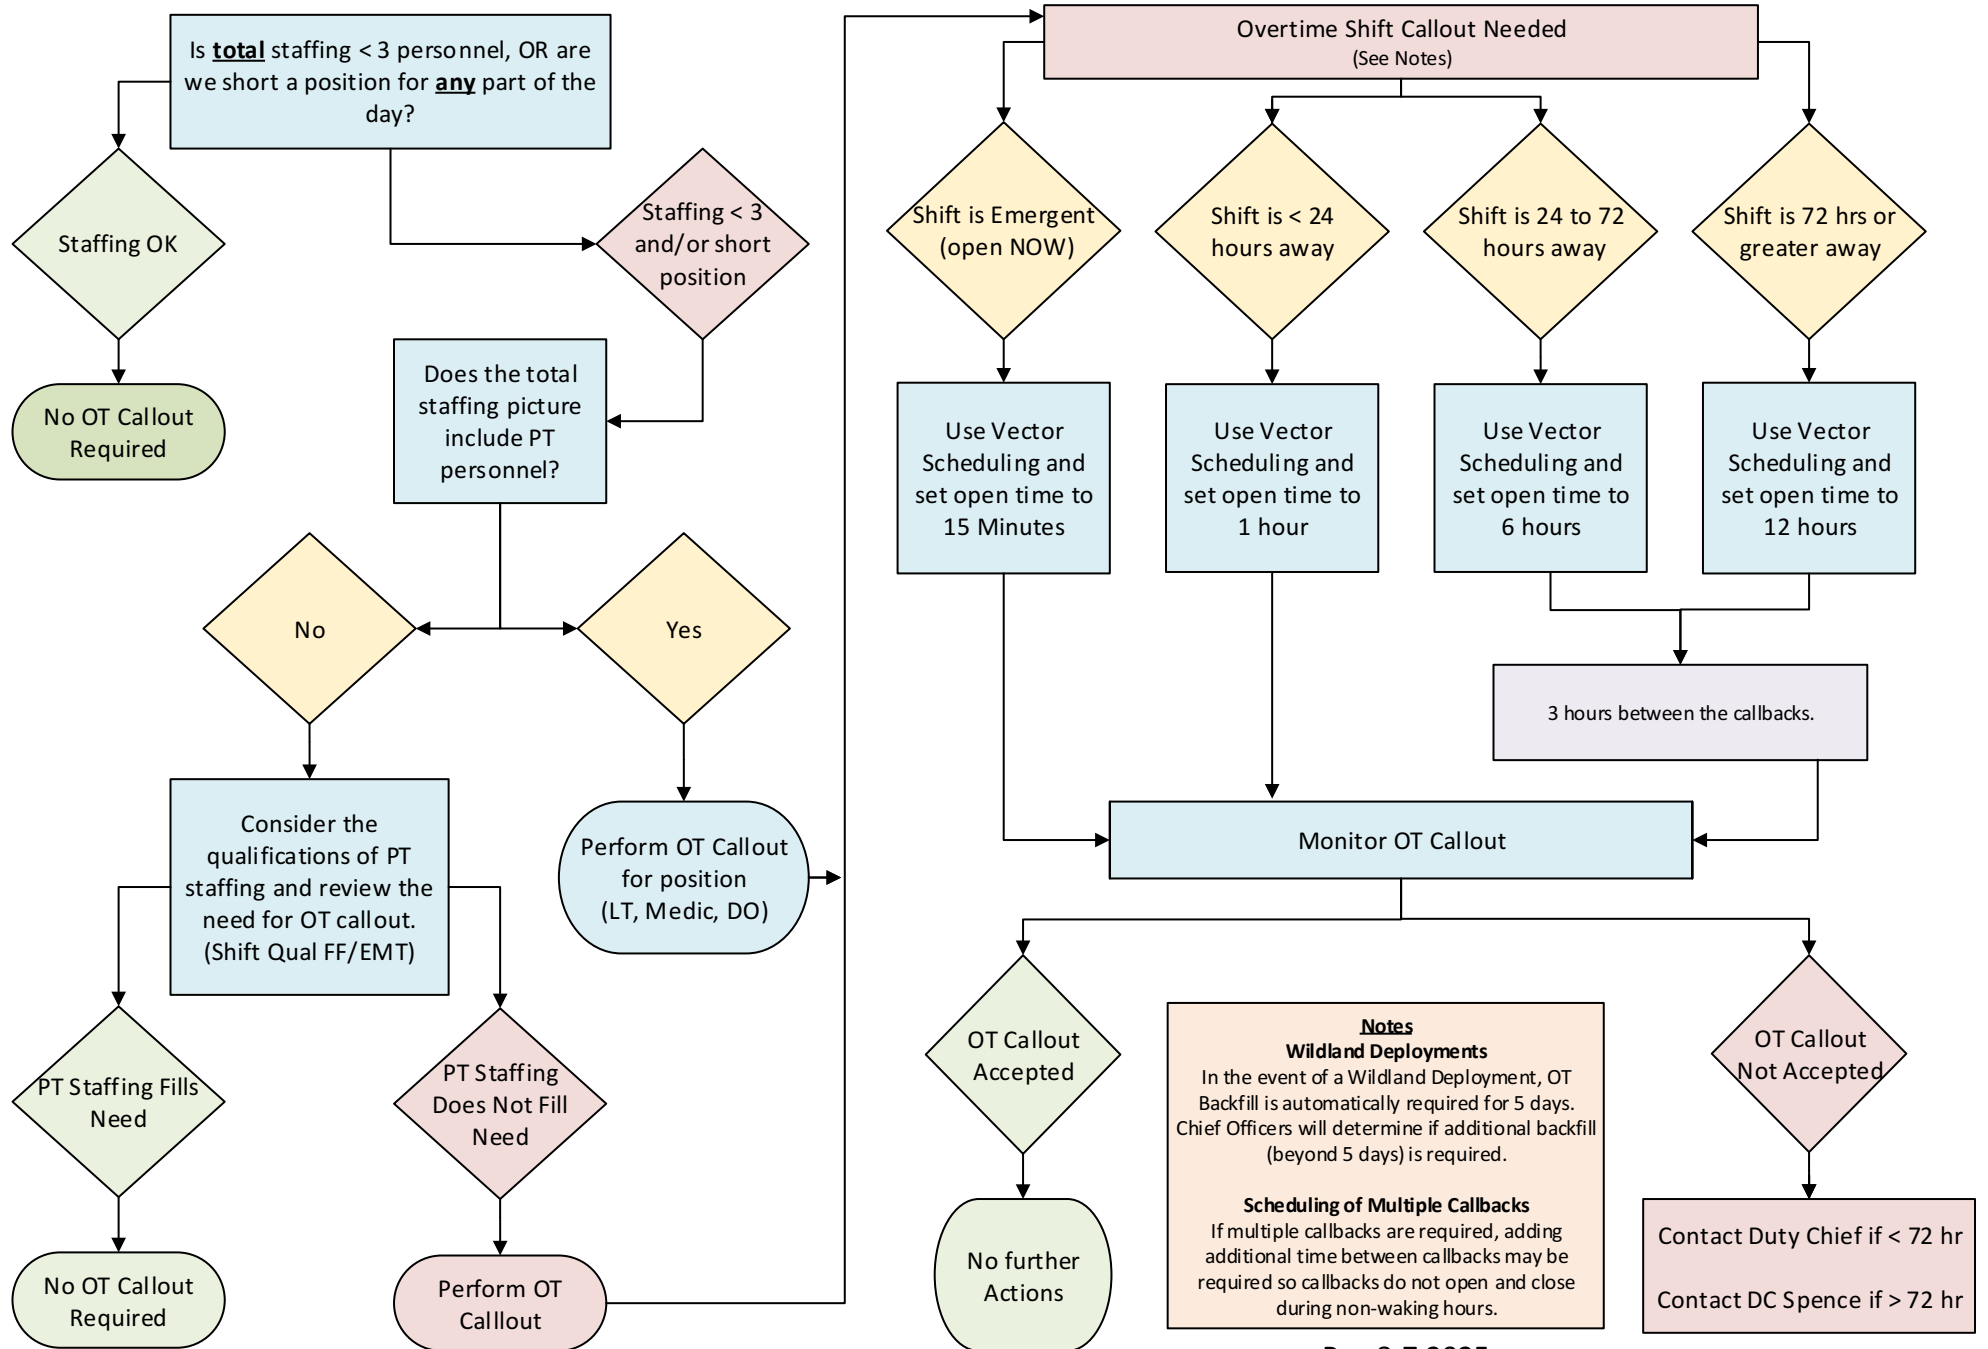 Is total staffing < 3 personnel, OR are
we short a position for any part of the
day?
Staffing OK
No OT Callout
Required
Staffing < 3
and/or short
position
Does the total
staffing picture
include PT
personnel?
No
Yes
Consider the
qualifications of PT
staffing and review the
need for OT callout.
(Shift Qual FF/EMT)
Perform OT Callout
for position
(LT, Medic, DO)
PT Staffing Fills
Need
PT Staffing
Does Not Fill
Need
No OT Callout
Required
Perform OT
Calllout
Overtime Shift Callout Needed
(See Notes)
Shift is Emergent
(open NOW)
Shift is < 24
hours away
Shift is 24 to 72
hours away
Shift is 72 hrs or
greater away
Use Vector
Scheduling and
set open time to
15 Minutes
Use Vector
Scheduling and
set open time to
1 hour
Use Vector
Scheduling and
set open time to
6 hours
Use Vector
Scheduling and
set open time to
12 hours
3 hours between the callbacks.
Monitor OT Callout
OT Callout
Accepted
OT Callout
Not Accepted
No further
Actions
Notes
Wildland Deployments
In the event of a Wildland Deployment, OT
Backfill is automatically required for 5 days.
Chief Officers will determine if additional backfill
(beyond 5 days) is required.
Scheduling of Multiple Callbacks
If multiple callbacks are required, adding
additional time between callbacks may be
required so callbacks do not open and close
during non-waking hours.
Contact Duty Chief if < 72 hr
Contact DC Spence if > 72 hr